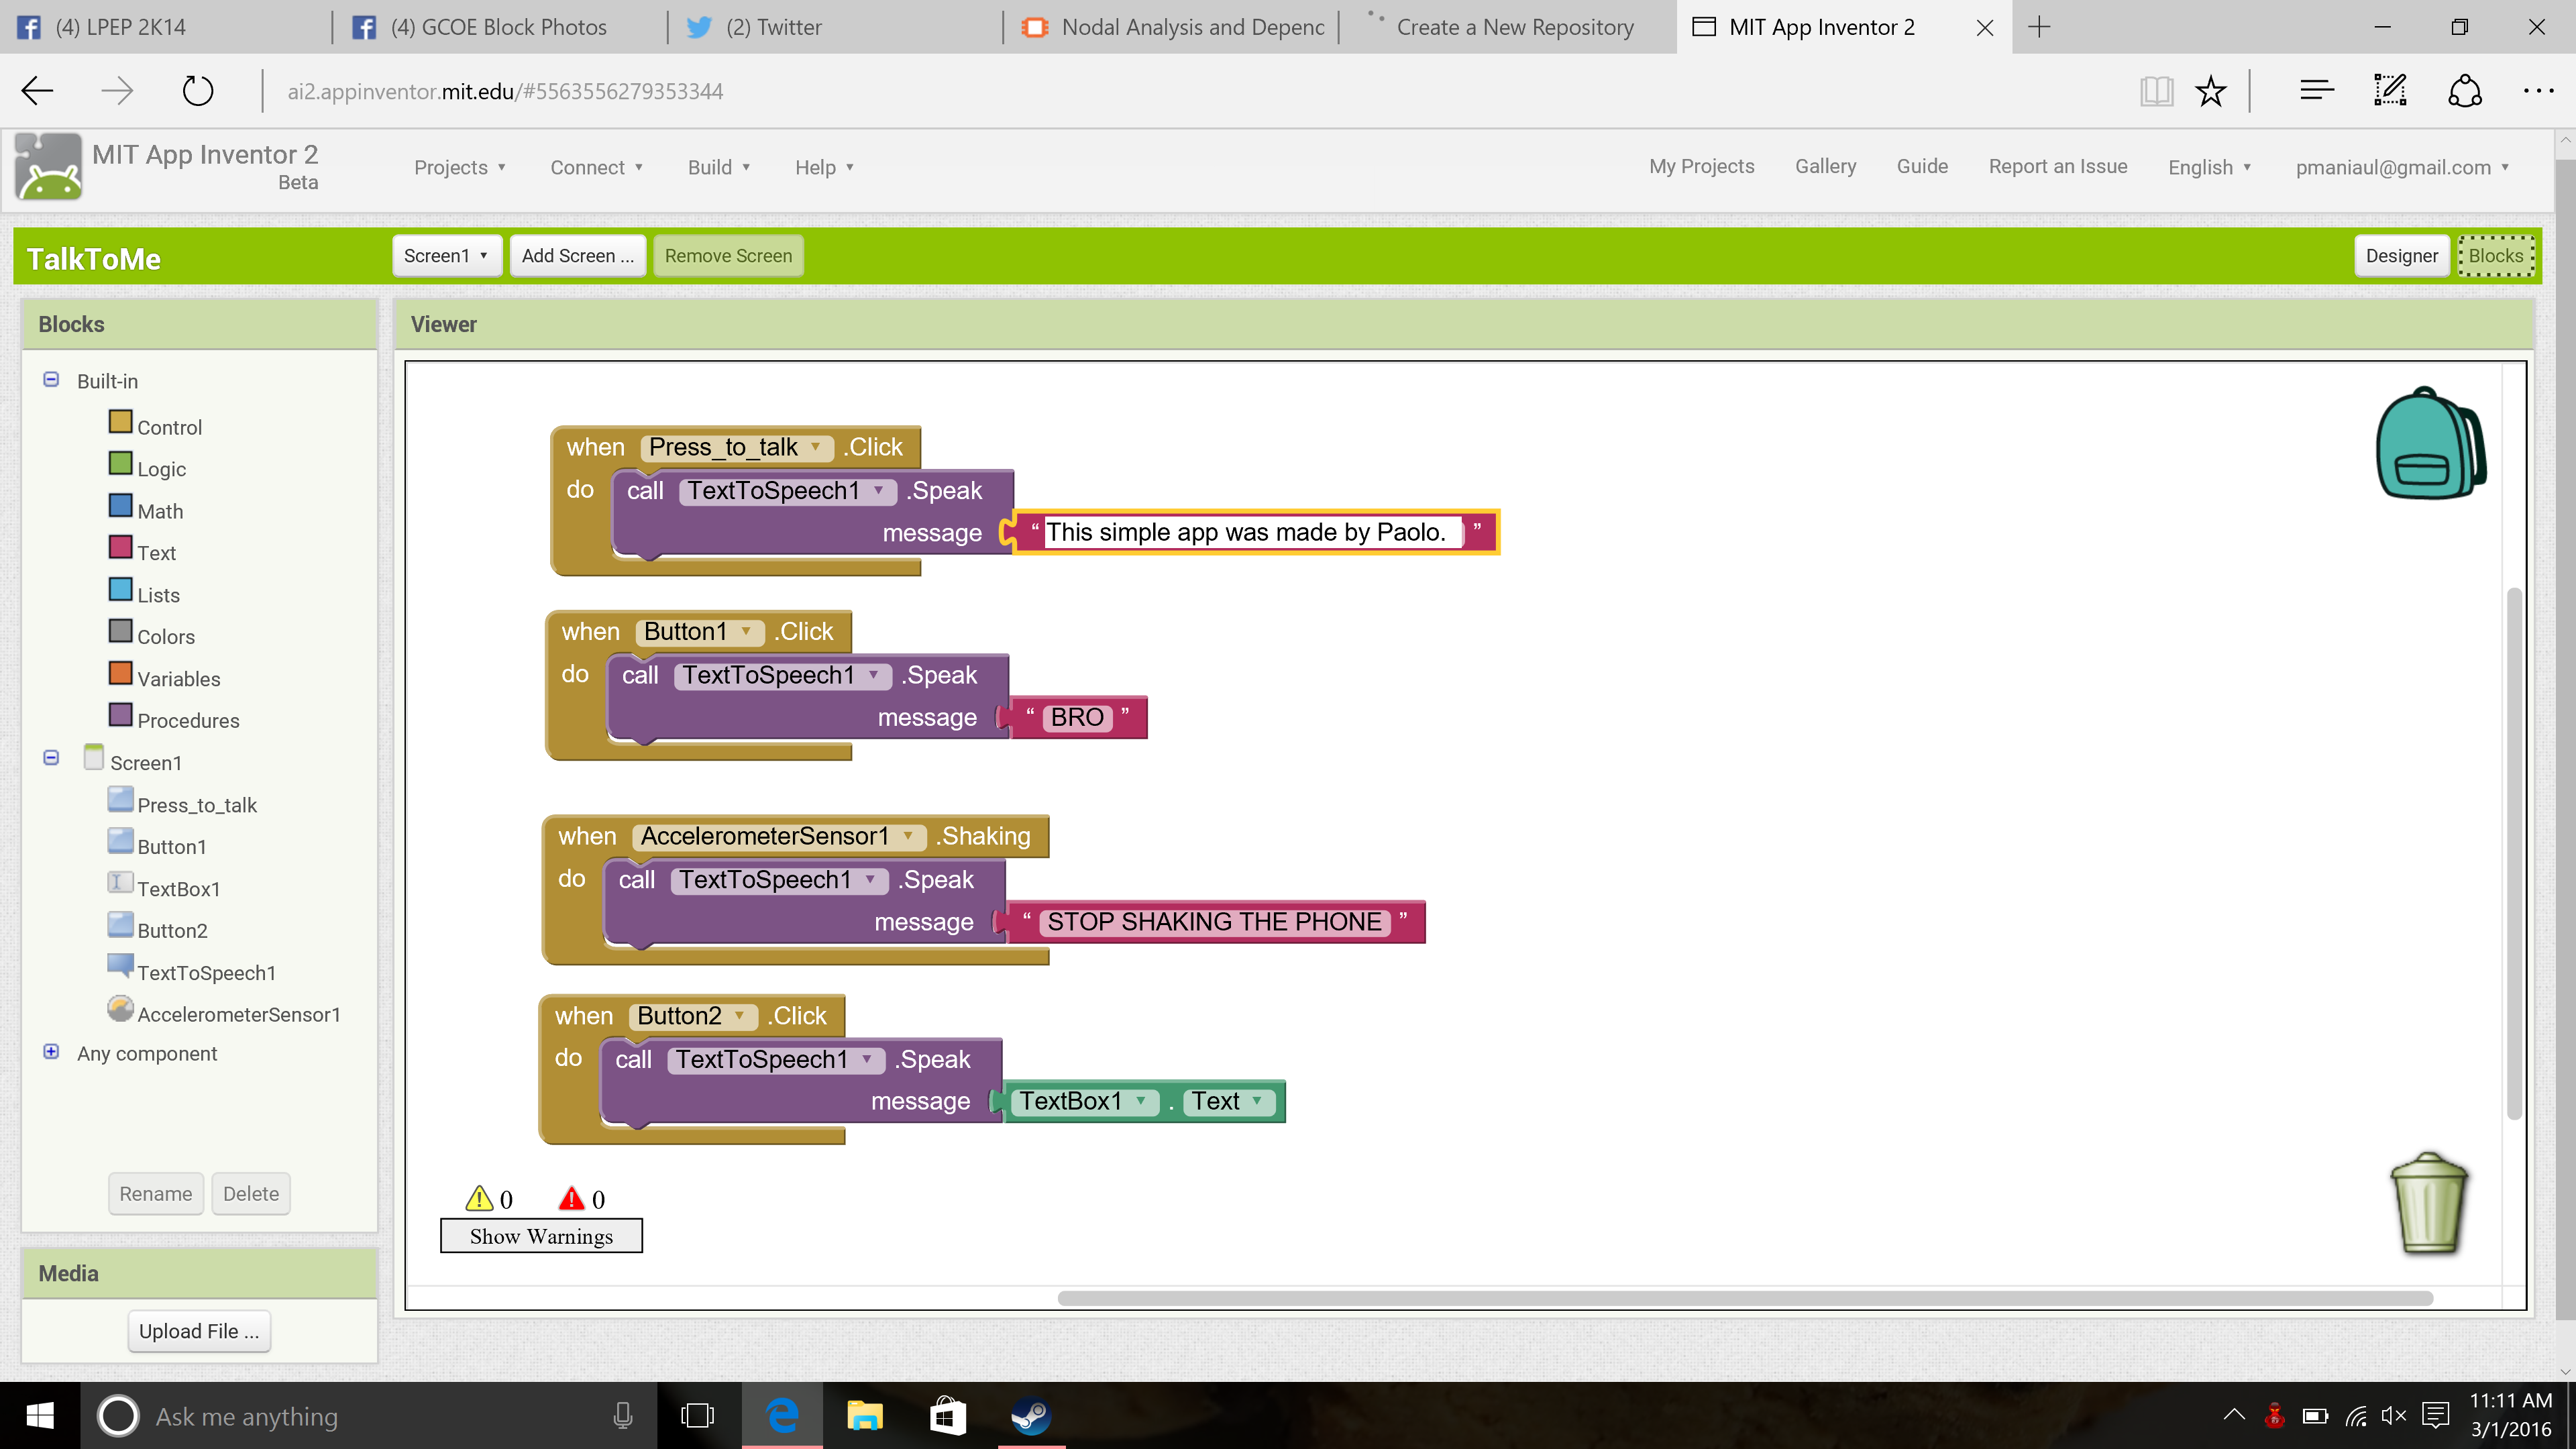 (4) LPEP 2K14
(4) GCOE Block Photos
(2) Twitter
Nodal Analysis and Depenc
Create a New Repository
MIT App Inventor 2
ai2.appinventor.mit.edu/#5563556279353344
MIT App Inventor 2
Beta
Projects
Connect
Build
Help
My Projects
Gallery
Guide
Report an Issue
English
pmaniaul@gmail.com
TalkToMe
Screen1
Add Screen ...
Remove Screen
Designer
Blocks
Blocks
Built-in
Control
Logic
Math
Text
Lists
Colors
Variables
Procedures
Screen1
Press_to_talk
Button1
TextBox1
Button2
TextToSpeech1
AccelerometerSensor1
Any component
Rename
Delete
Media
Upload File ...
Viewer
when Press_to_talk .Click
do call TextToSpeech1 .Speak
message “ This simple app was made by Paolo. ”
when Button1 .Click
do call TextToSpeech1 .Speak
message “ BRO ”
when AccelerometerSensor1 .Shaking
do call TextToSpeech1 .Speak
message “ STOP SHAKING THE PHONE ”
when Button2 .Click
do call TextToSpeech1 .Speak
message TextBox1 . Text
0 0
Show Warnings
Ask me anything
11:11 AM
3/1/2016